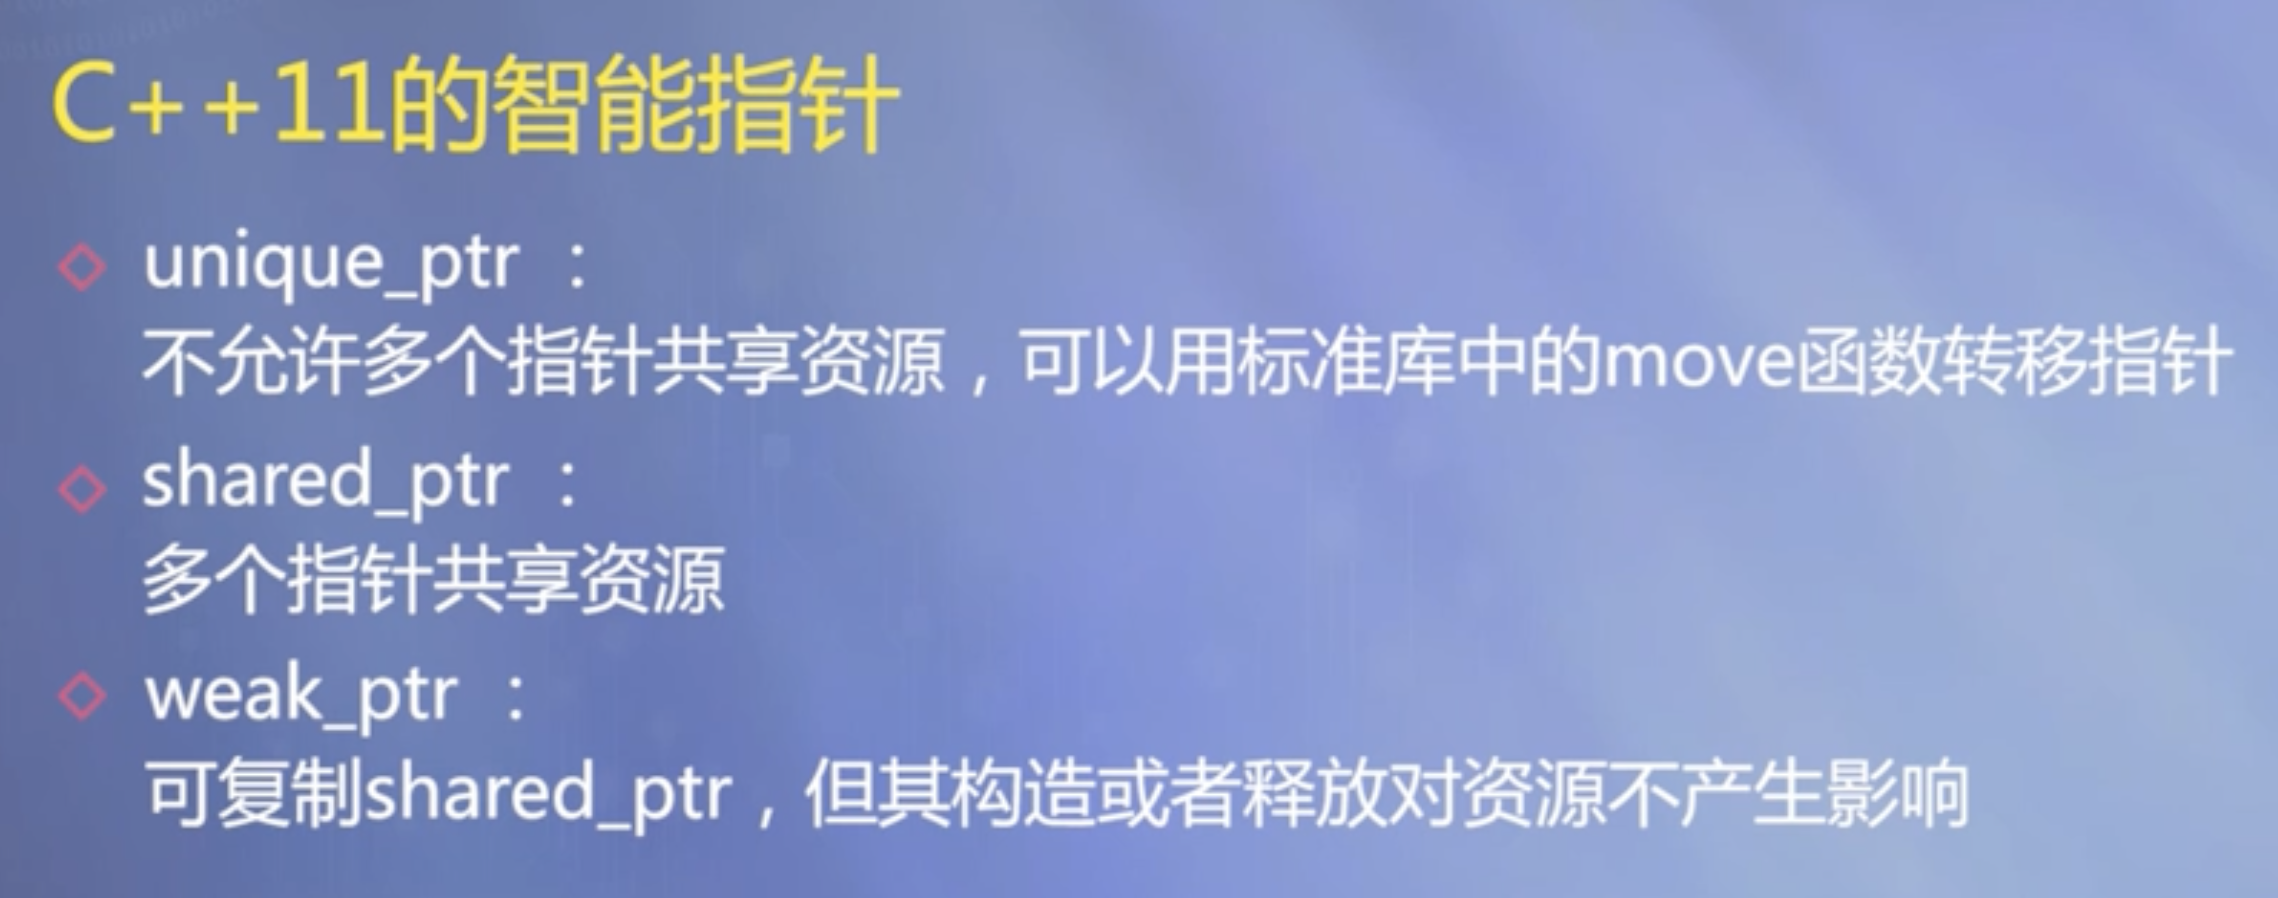 C++11的智能指针
unique_ptr ：
不允许多个指针共享资源，可以用标准库中的move函数转移指针
shared_ptr ：
多个指针共享资源
weak_ptr ：
可复制shared_ptr，但其构造或者释放对资源不产生影响